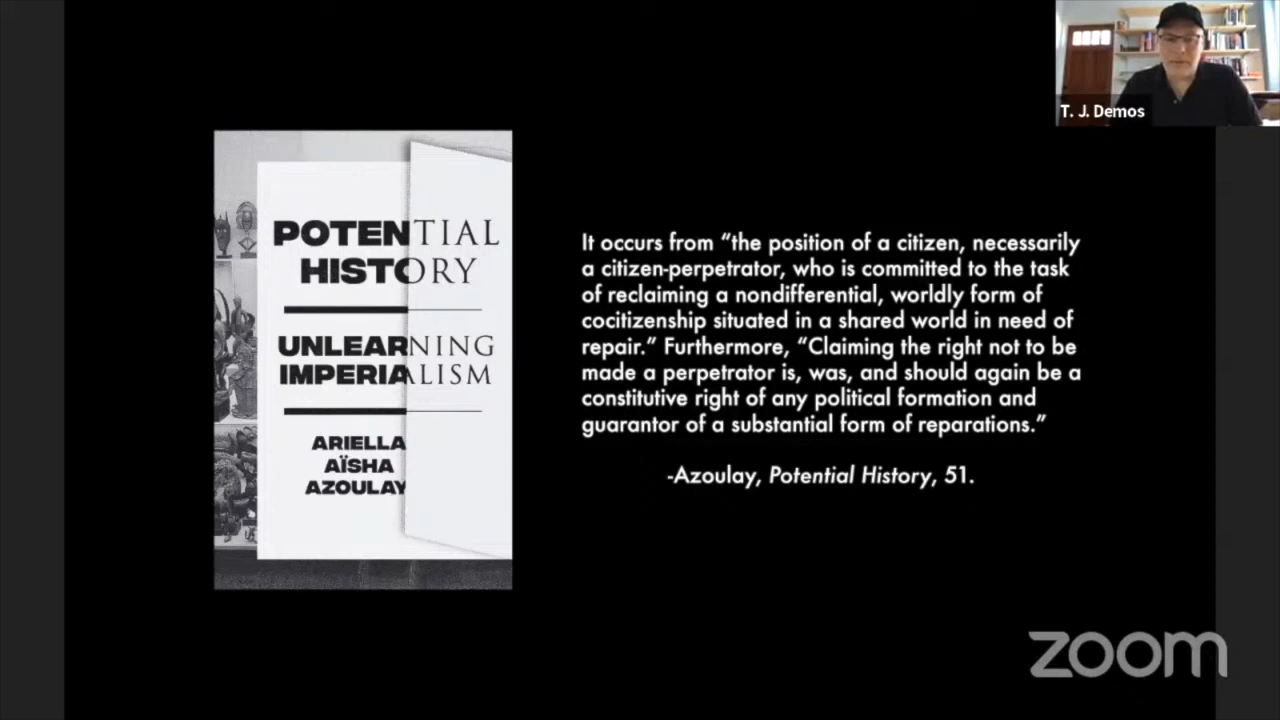 T. J. Demos
POTENTIAL
HISTORY
UNLEARNING
IMPERIALISM
ARIELLA
AÏSHA
AZOULAY
It occurs from “the position of a citizen, necessarily
a citizen-perpetrator, who is committed to the task
of reclaiming a nondifferential, worldly form of
cocitizenship situated in a shared world in need of
repair.” Furthermore, “Claiming the right not to be
made a perpetrator is, was, and should again be a
constitutive right of any political formation and
guarantor of a substantial form of reparations.”
-Azoulay, Potential History, 51.
zoom